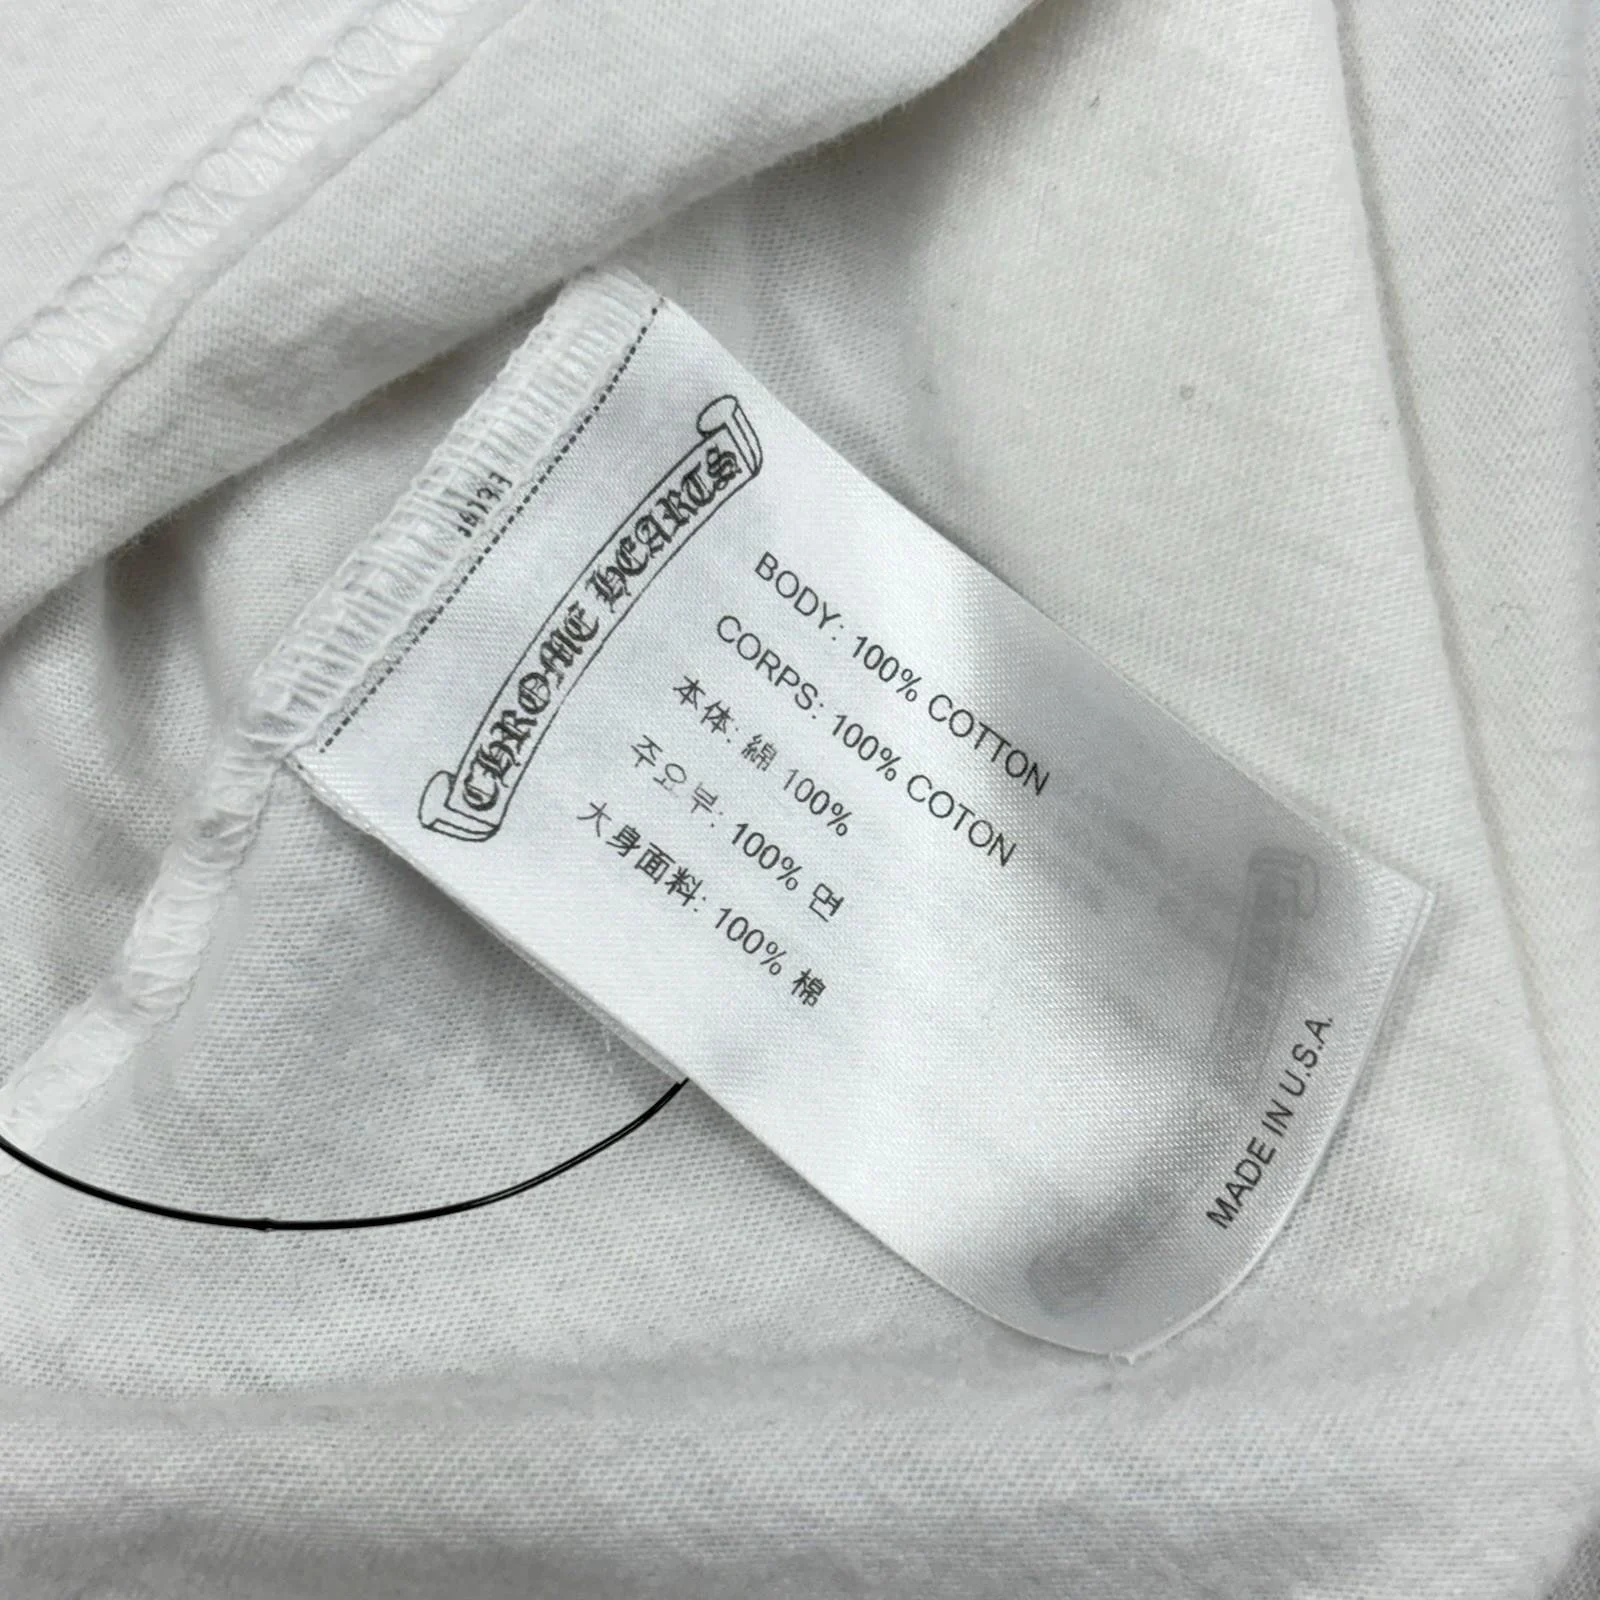 CHROME HEARTS
BODY: 100% COTTON
CORPS: 100% COTON
本体: 綿 100%
주요부: 100% 면
大身面料: 100% 棉
MADE IN U.S.A.